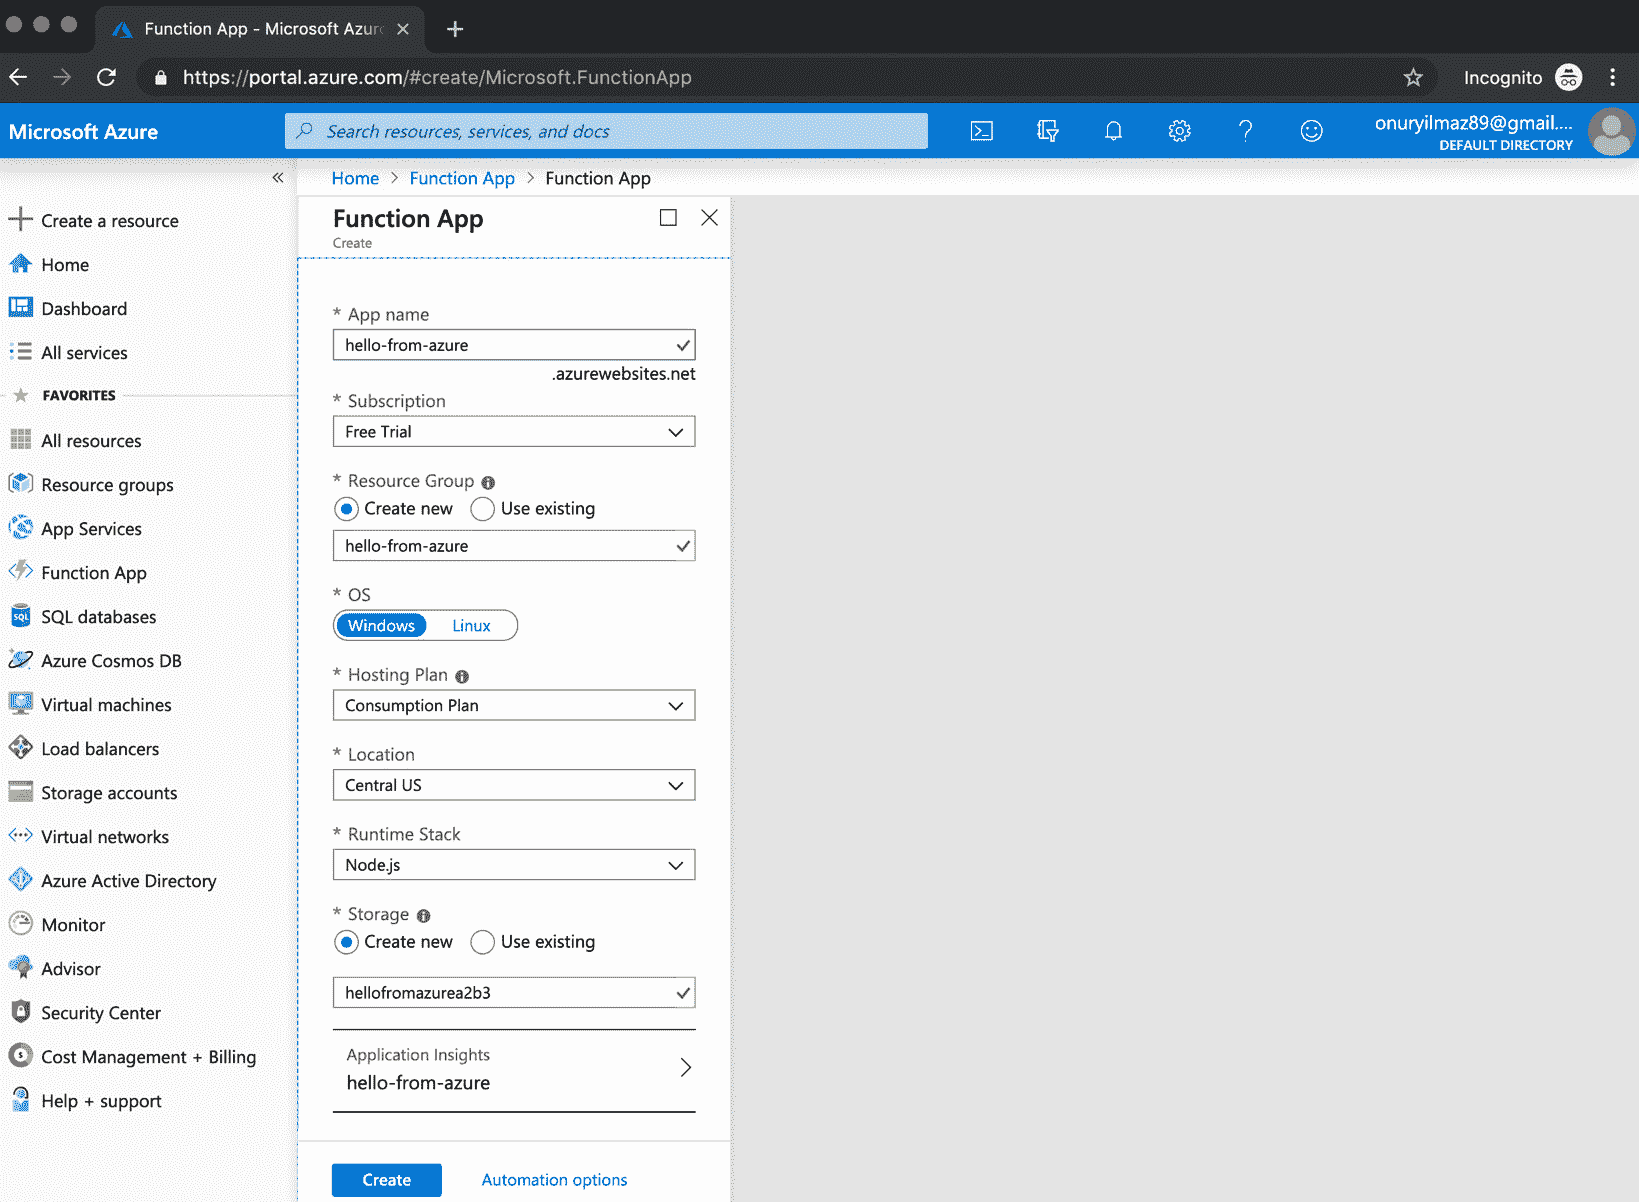 Function App - Microsoft Azur
https://portal.azure.com/#create/Microsoft.FunctionApp
Incognito
Microsoft Azure
Search resources, services, and docs
onuryilmaz89@gmail....
DEFAULT DIRECTORY
Home > Function App > Function App
Create a resource
Home
Dashboard
All services
FAVORITES
All resources
Resource groups
App Services
Function App
SQL databases
Azure Cosmos DB
Virtual machines
Load balancers
Storage accounts
Virtual networks
Azure Active Directory
Monitor
Advisor
Security Center
Cost Management + Billing
Help + support
Function App
Create
* App name
hello-from-azure
.azurewebsites.net
* Subscription
Free Trial
* Resource Group
Create new Use existing
hello-from-azure
* OS
Windows Linux
* Hosting Plan
Consumption Plan
* Location
Central US
* Runtime Stack
Node.js
* Storage
Create new Use existing
hellofromazurea2b3
Application Insights
hello-from-azure
Create Automation options